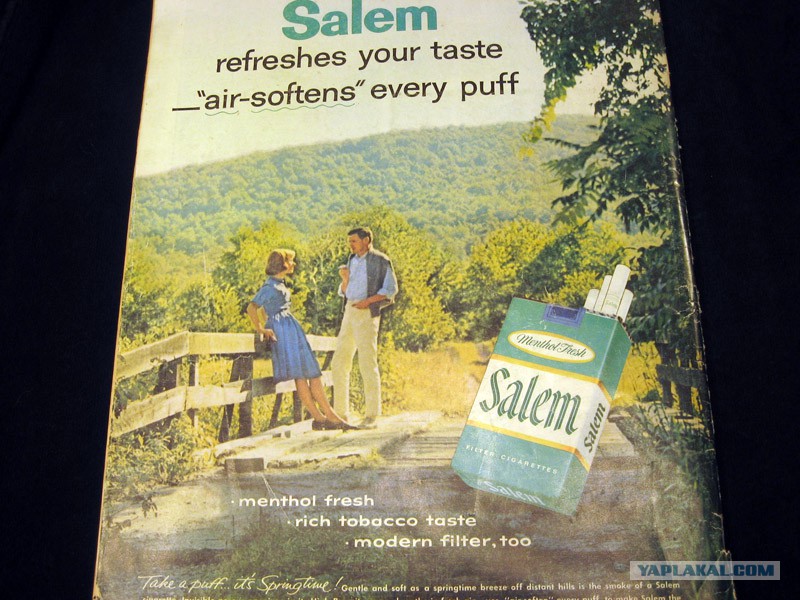 Salem
refreshes your taste
—"air-softens" every puff
Menthol Fresh
Salem
Salem
FILTER CIGARETTES
Salem
· menthol fresh
· rich tobacco taste
· modern filter, too
Take a puff... it's Springtime! Gentle and soft as a springtime breeze off distant hills is the smoke of a Salem
YAPLAKAL.COM